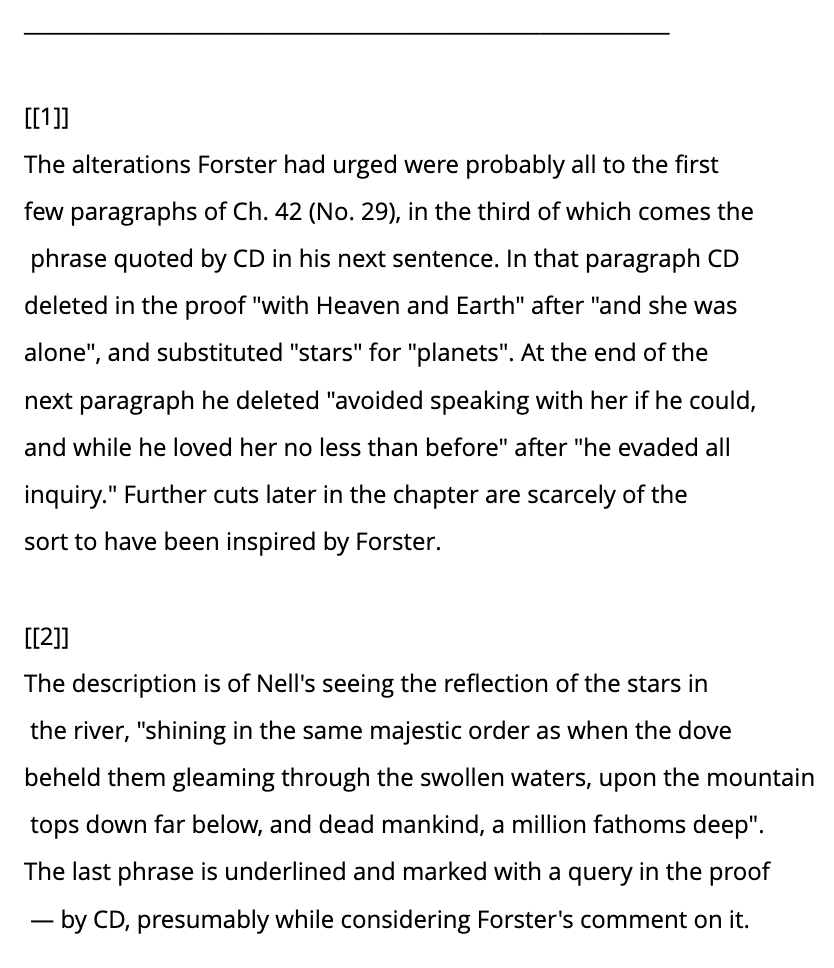 [[1]]
The alterations Forster had urged were probably all to the first
few paragraphs of Ch. 42 (No. 29), in the third of which comes the
phrase quoted by CD in his next sentence. In that paragraph CD
deleted in the proof "with Heaven and Earth" after "and she was
alone", and substituted "stars" for "planets". At the end of the
next paragraph he deleted "avoided speaking with her if he could,
and while he loved her no less than before" after "he evaded all
inquiry." Further cuts later in the chapter are scarcely of the
sort to have been inspired by Forster.
[[2]]
The description is of Nell's seeing the reflection of the stars in
the river, "shining in the same majestic order as when the dove
beheld them gleaming through the swollen waters, upon the mountain
tops down far below, and dead mankind, a million fathoms deep".
The last phrase is underlined and marked with a query in the proof
— by CD, presumably while considering Forster's comment on it.